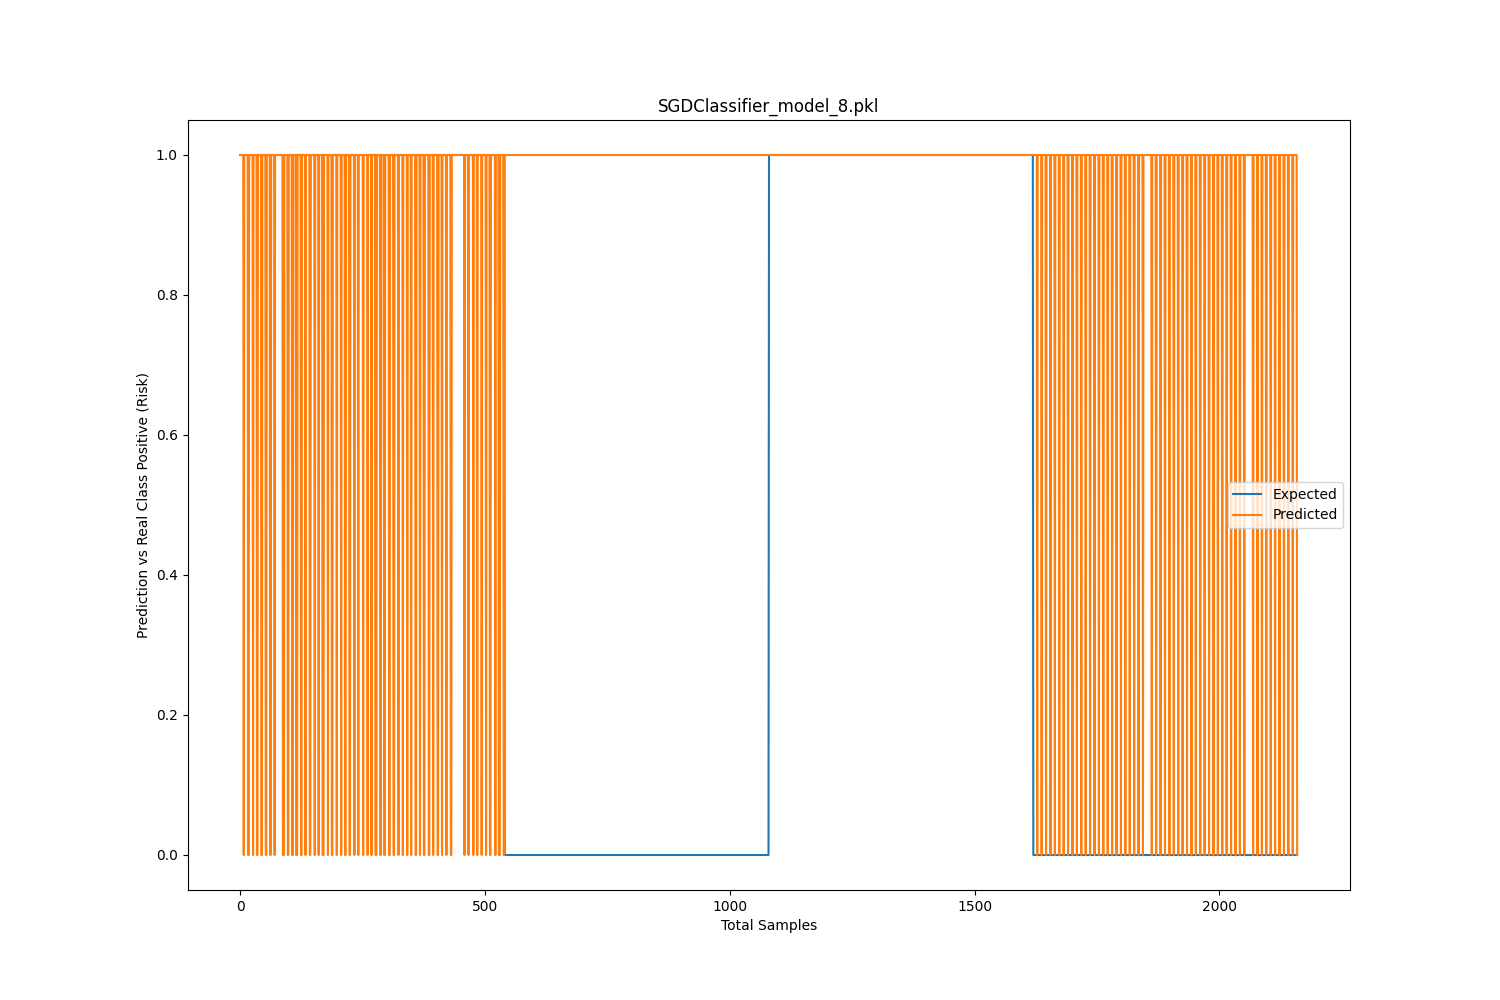 SGDClassifier_model_8.pkl
1.0
0.8
0.6
0.4
0.2
0.0
Prediction vs Real Class Positive (Risk)
Expected
Predicted
0
500
1000
1500
2000
Total Samples